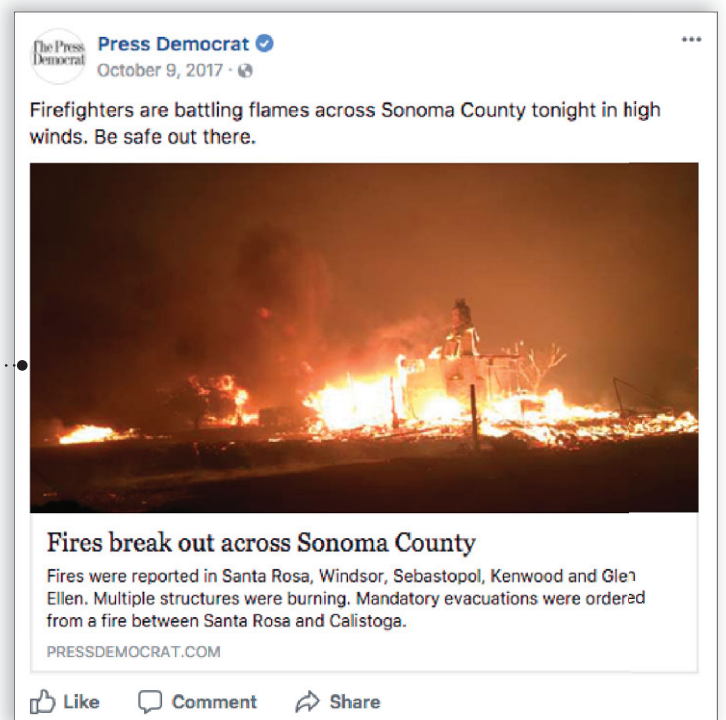 The Press
Democrat
Press Democrat
October 9, 2017 ·
Firefighters are battling flames across Sonoma County tonight in high
winds. Be safe out there.
Fires break out across Sonoma County
Fires were reported in Santa Rosa, Windsor, Sebastopol, Kenwood and Glen
Ellen. Multiple structures were burning. Mandatory evacuations were ordered
from a fire between Santa Rosa and Calistoga.
PRESSDEMOCRAT.COM
Like Comment Share